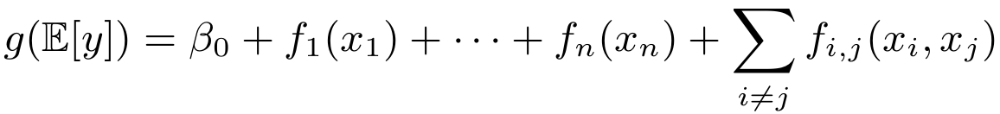 g(𝔼[y]) = β₀ + f₁(x₁) + ⋯ + fₙ(xₙ) + ∑_{i≠j} f_{i,j}(x_i, x_j)